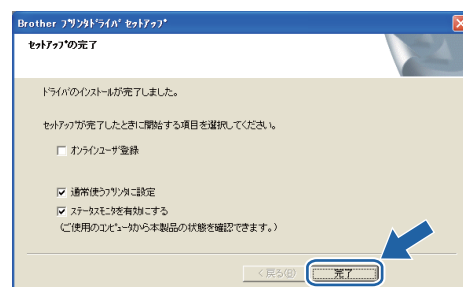 Brother ﾌﾟﾘﾝﾀﾄﾞﾗｲﾊﾞ ｾｯﾄｱｯﾌﾟ
ｾｯﾄｱｯﾌﾟの完了
ﾄﾞﾗｲﾊﾞのｲﾝｽﾄｰﾙが完了しました。
ｾｯﾄｱｯﾌﾟが完了したときに開始する項目を選択してください。
ｵﾝﾗｲﾝﾕｰｻﾞ登録
通常使うﾌﾟﾘﾝﾀに設定
ｽﾃｰﾀｽﾓﾆﾀを有効にする
(ご使用のｺﾝﾋﾟｭｰﾀから本製品の状態を確認できます。)
< 戻る(B) 完了